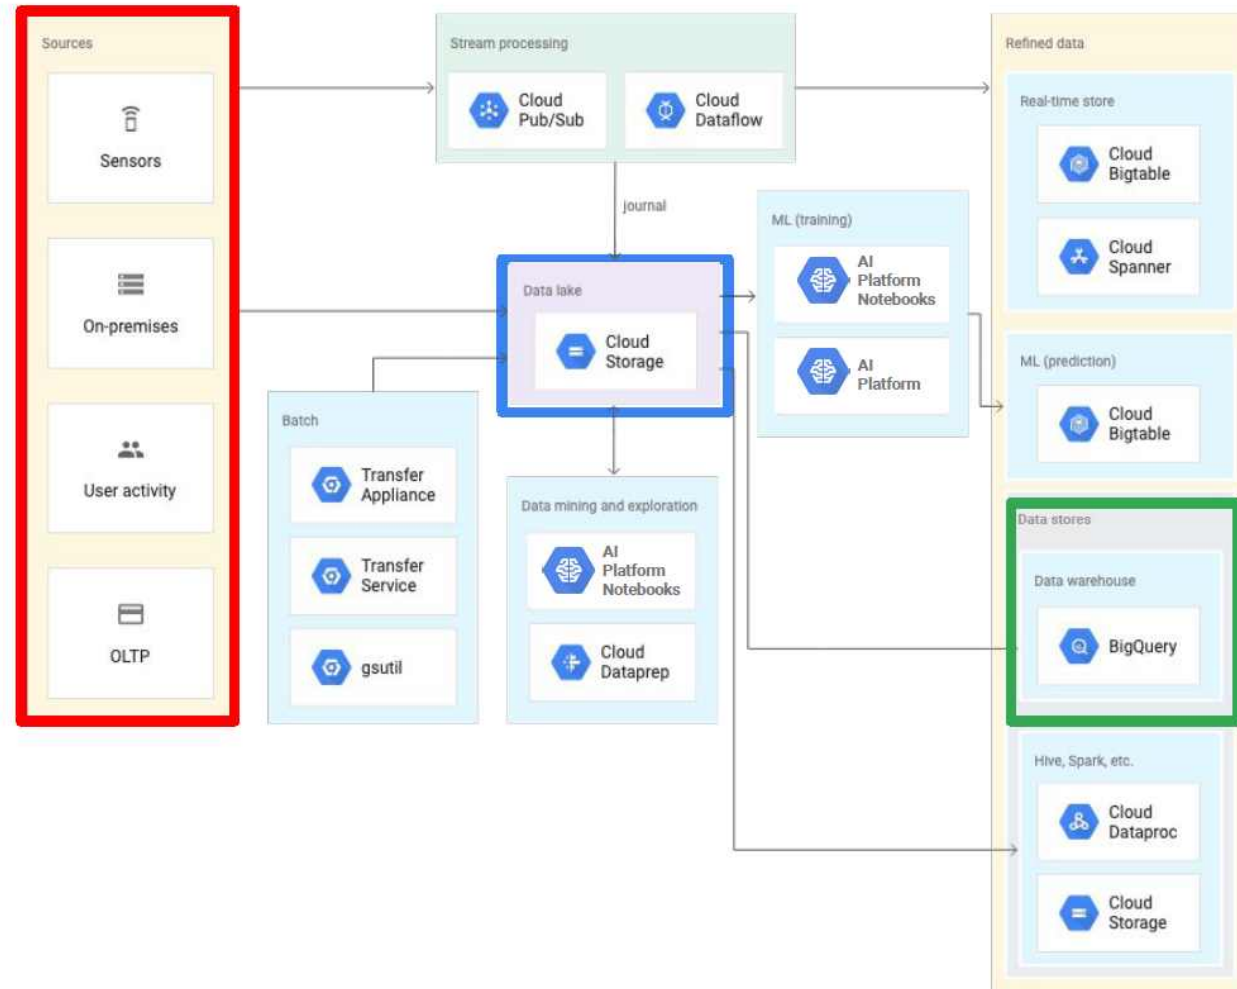 Sources
Sensors
On-premises
User activity
OLTP
Stream processing
Cloud
Pub/Sub
Cloud
Dataflow
journal
Data lake
Cloud
Storage
Batch
Transfer
Appliance
Transfer
Service
gsutil
Data mining and exploration
AI
Platform
Notebooks
Cloud
Dataprep
ML (training)
AI
Platform
Notebooks
AI
Platform
Refined data
Real-time store
Cloud
Bigtable
Cloud
Spanner
ML (prediction)
Cloud
Bigtable
Data stores
Data warehouse
BigQuery
Hive, Spark, etc.
Cloud
Dataproc
Cloud
Storage